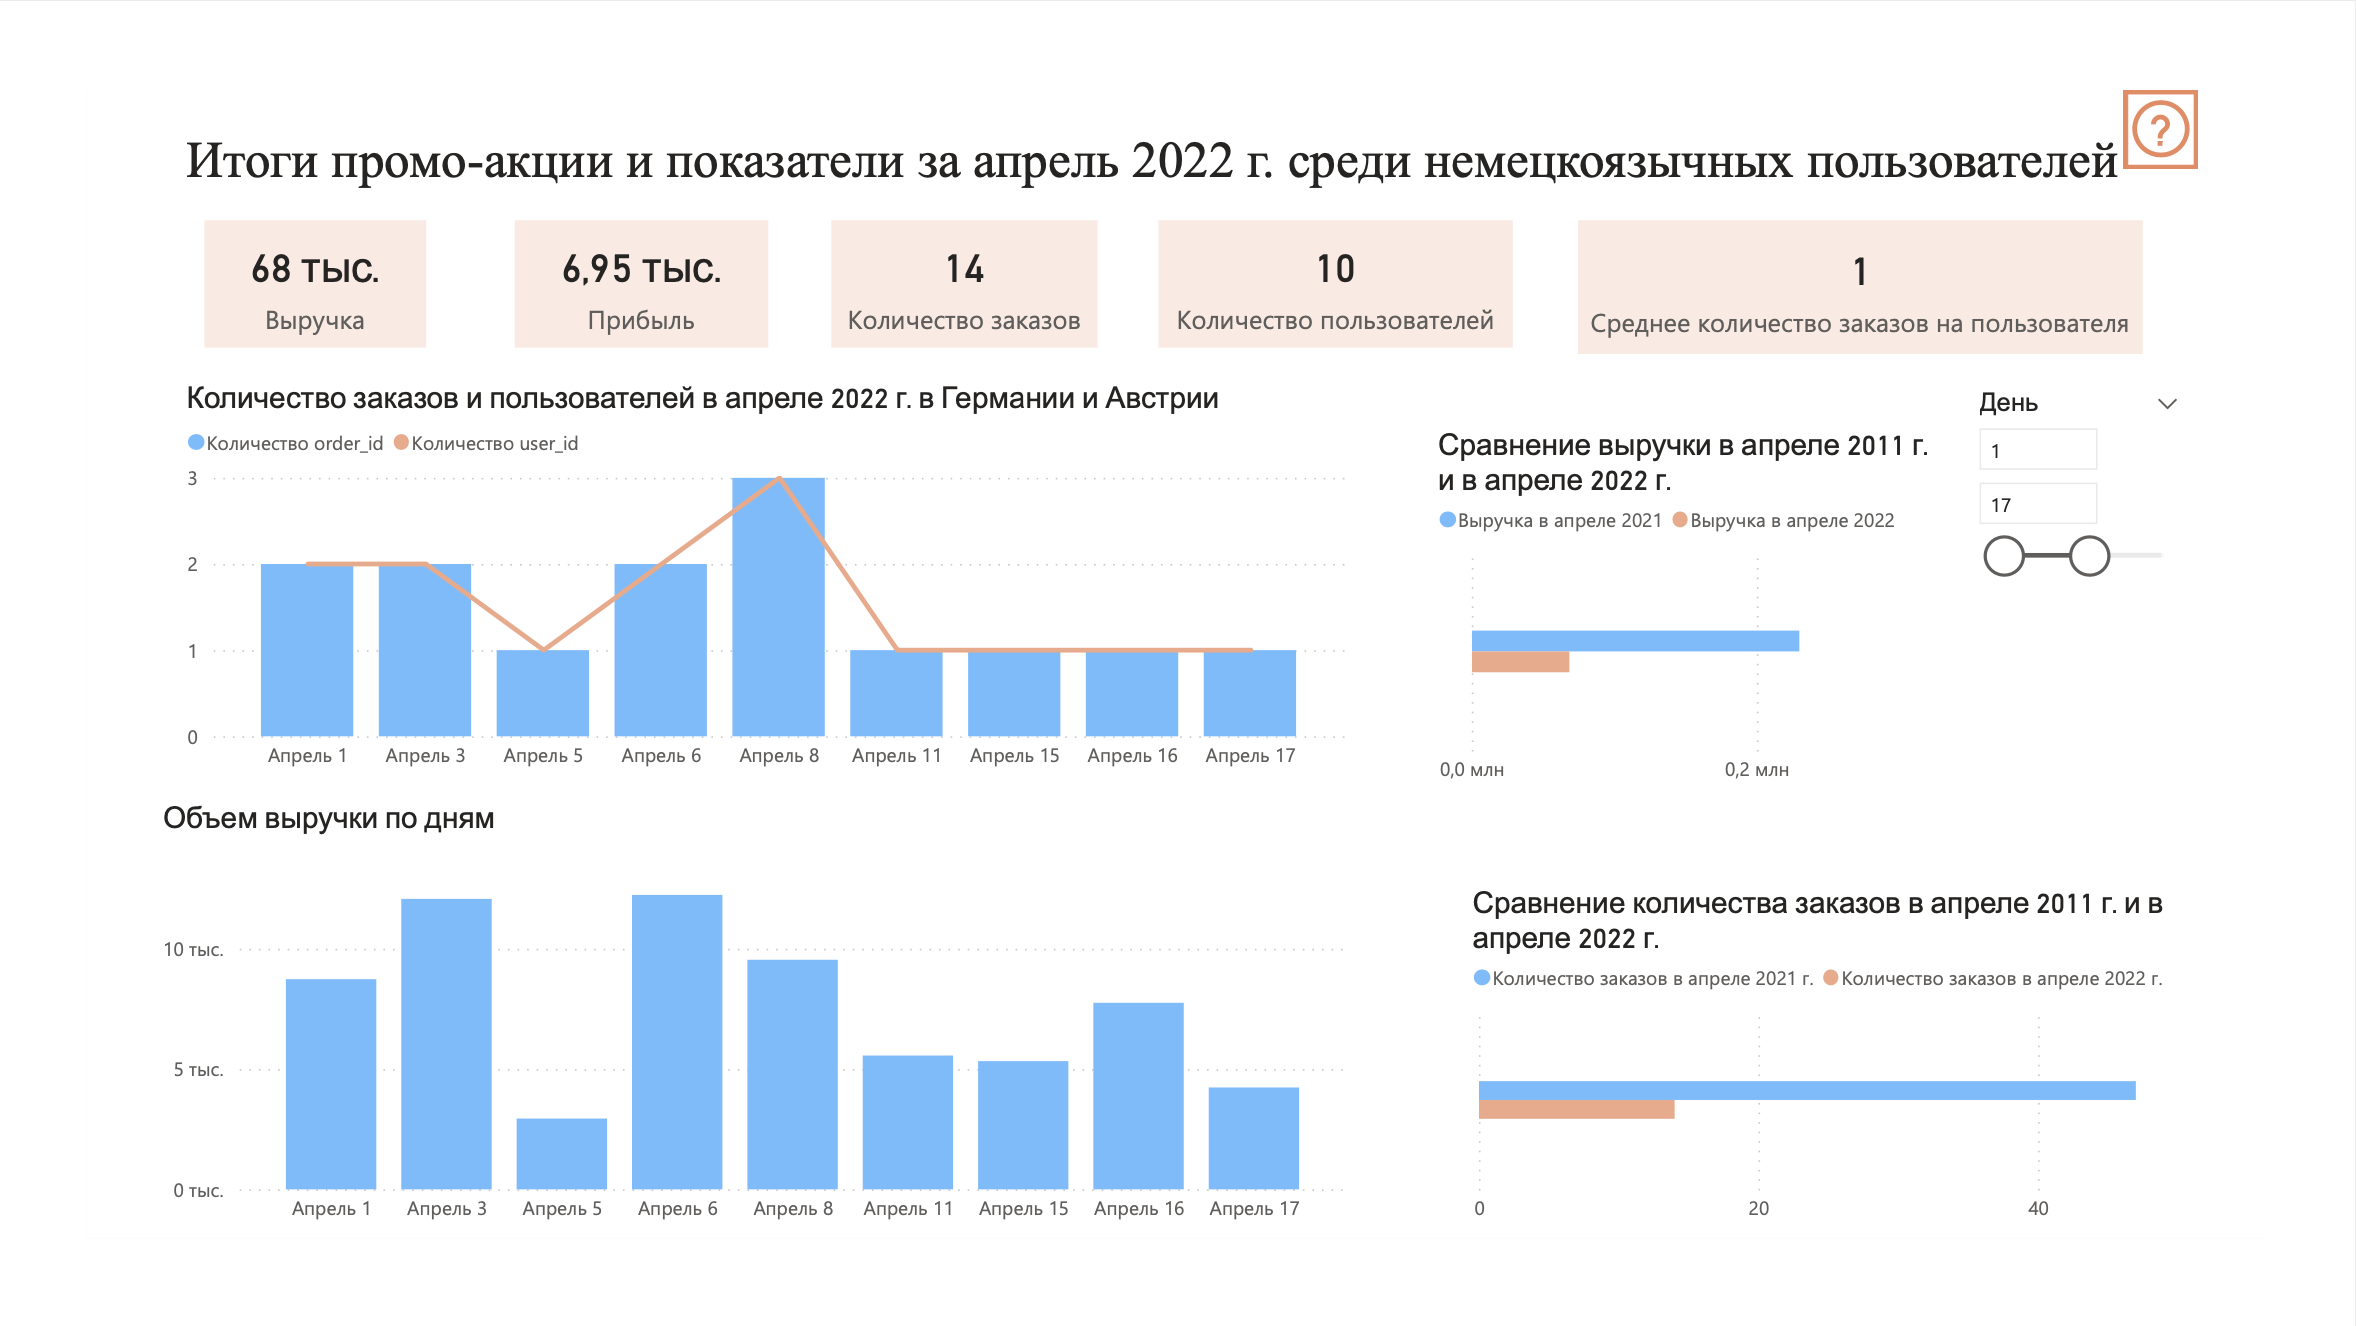 Итоги промо-акции и показатели за апрель 2022 г. среди немецкоязычных пользователей
?
68 тыс.
Выручка
6,95 тыс.
Прибыль
14
Количество заказов
10
Количество пользователей
1
Среднее количество заказов на пользователя
Количество заказов и пользователей в апреле 2022 г. в Германии и Австрии
Количество order_id Количество user_id
3
2
1
0
Апрель 1 Апрель 3 Апрель 5 Апрель 6 Апрель 8 Апрель 11 Апрель 15 Апрель 16 Апрель 17
Сравнение выручки в апреле 2011 г.
и в апреле 2022 г.
Выручка в апреле 2021 Выручка в апреле 2022
0,0 млн 0,2 млн
День
1
17
Объем выручки по дням
10 тыс.
5 тыс.
0 тыс.
Апрель 1 Апрель 3 Апрель 5 Апрель 6 Апрель 8 Апрель 11 Апрель 15 Апрель 16 Апрель 17
Сравнение количества заказов в апреле 2011 г. и в
апреле 2022 г.
Количество заказов в апреле 2021 г. Количество заказов в апреле 2022 г.
0 20 40